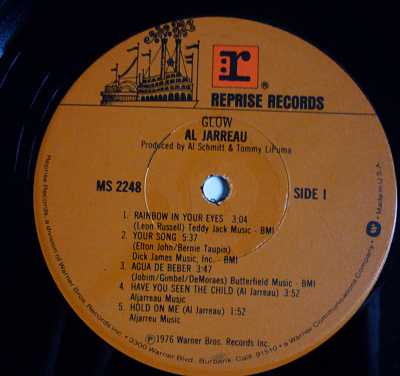 r ®
REPRISE RECORDS
GLOW
AL JARREAU
Produced by Al Schmitt & Tommy LiPuma
MS 2248
SIDE 1
1. RAINBOW IN YOUR EYES 3:04
(Leon Russell) Teddy Jack Music - BMI
2. YOUR SONG 5:37
(Elton John/Bernie Taupin)
Dick James Music, Inc. - BMI
3. AGUA DE BEBER 3:47
(Jobim/Gimbel/DeMoraes) Butterfield Music - BMI
4. HAVE YOU SEEN THE CHILD (Al Jarreau) 3:52
Aljarreau Music
5. HOLD ON ME (Al Jarreau) 1:52
Aljarreu Music
℗1976 Warner Bros. Records Inc.
Reprise Records, a division of Warner Bros. Records Inc. • 3300 Warner Blvd., Burbank, Cal. 91510 • a Warner Communications Company. • Made in U.S.A.